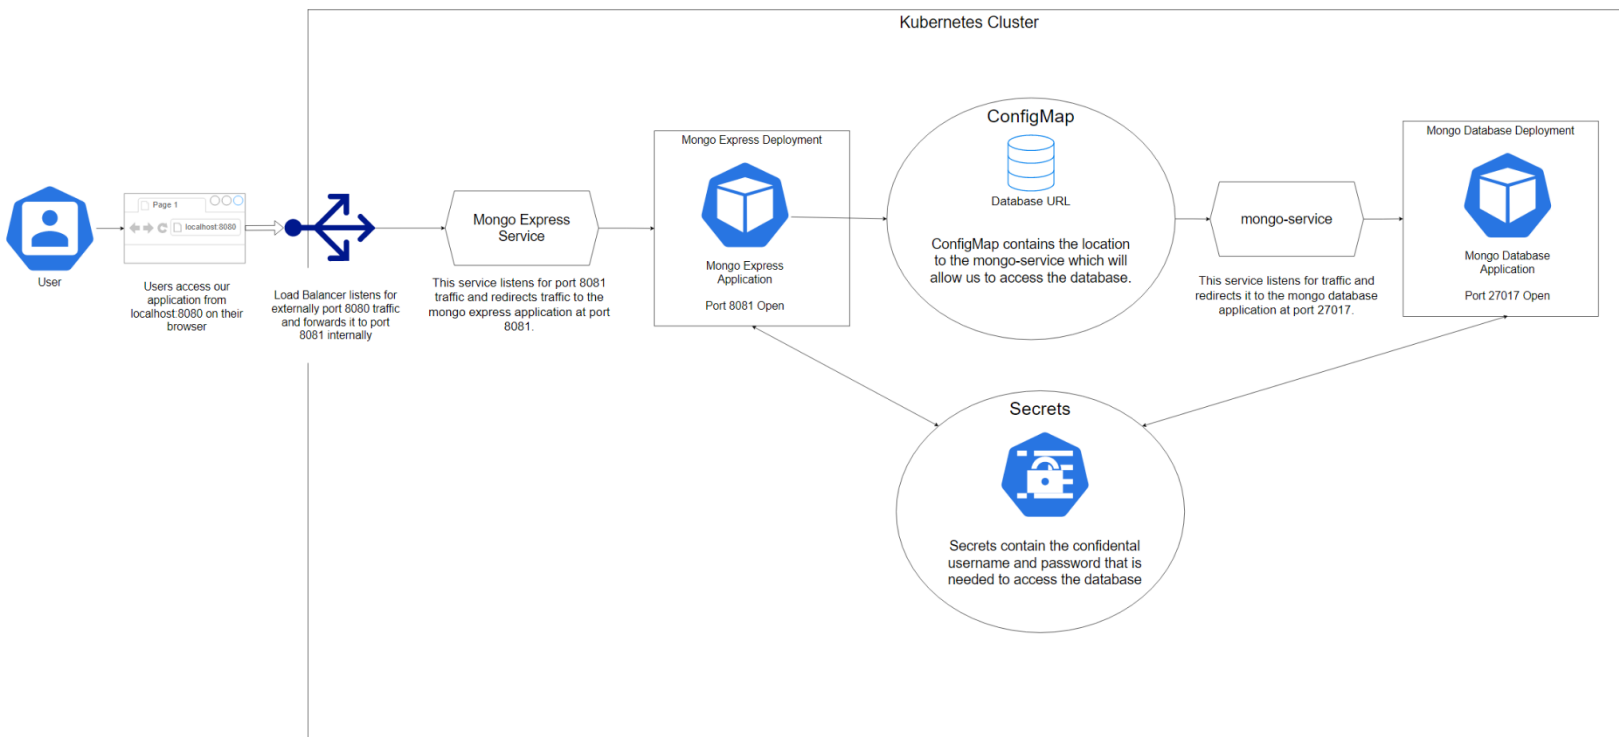 Kubernetes Cluster
User
Page 1
localhost:8080
Users access our
application from
localhost:8080 on their
browser
Load Balancer listens for
externally port 8080 traffic
and forwards it to port
8081 internally
Mongo Express
Service
This service listens for port 8081
traffic and redirects traffic to the
mongo express application at port
8081.
Mongo Express Deployment
Mongo Express
Application
Port 8081 Open
ConfigMap
Database URL
ConfigMap contains the location
to the mongo-service which will
allow us to access the database.
mongo-service
This service listens for traffic and
redirects it to the mongo database
application at port 27017.
Mongo Database Deployment
Mongo Database
Application
Port 27017 Open
Secrets
Secrets contain the confidental
username and password that is
needed to access the database